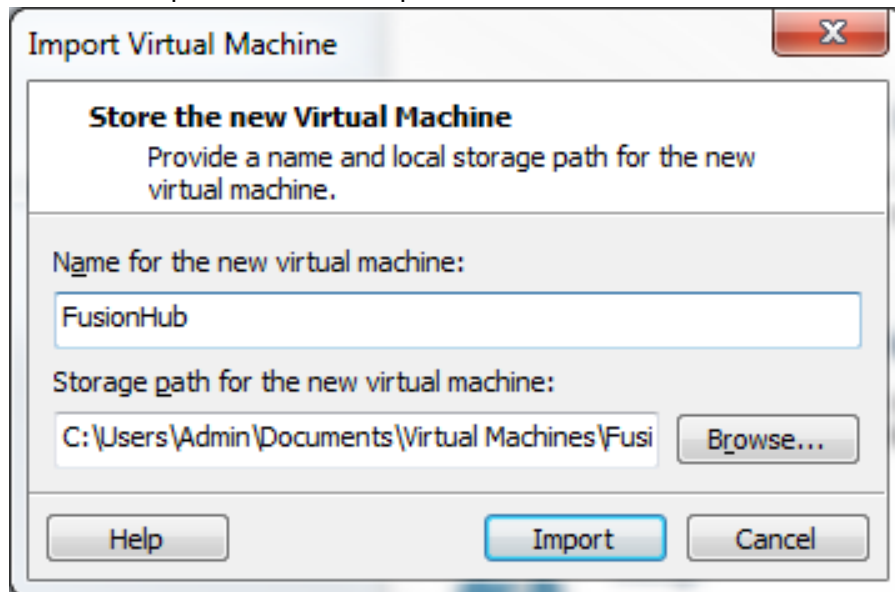 Import Virtual Machine
Store the new Virtual Machine
Provide a name and local storage path for the new
virtual machine.
Name for the new virtual machine:
FusionHub
Storage path for the new virtual machine:
C:\Users\Admin\Documents\Virtual Machines\Fusi
Browse...
Help
Import
Cancel